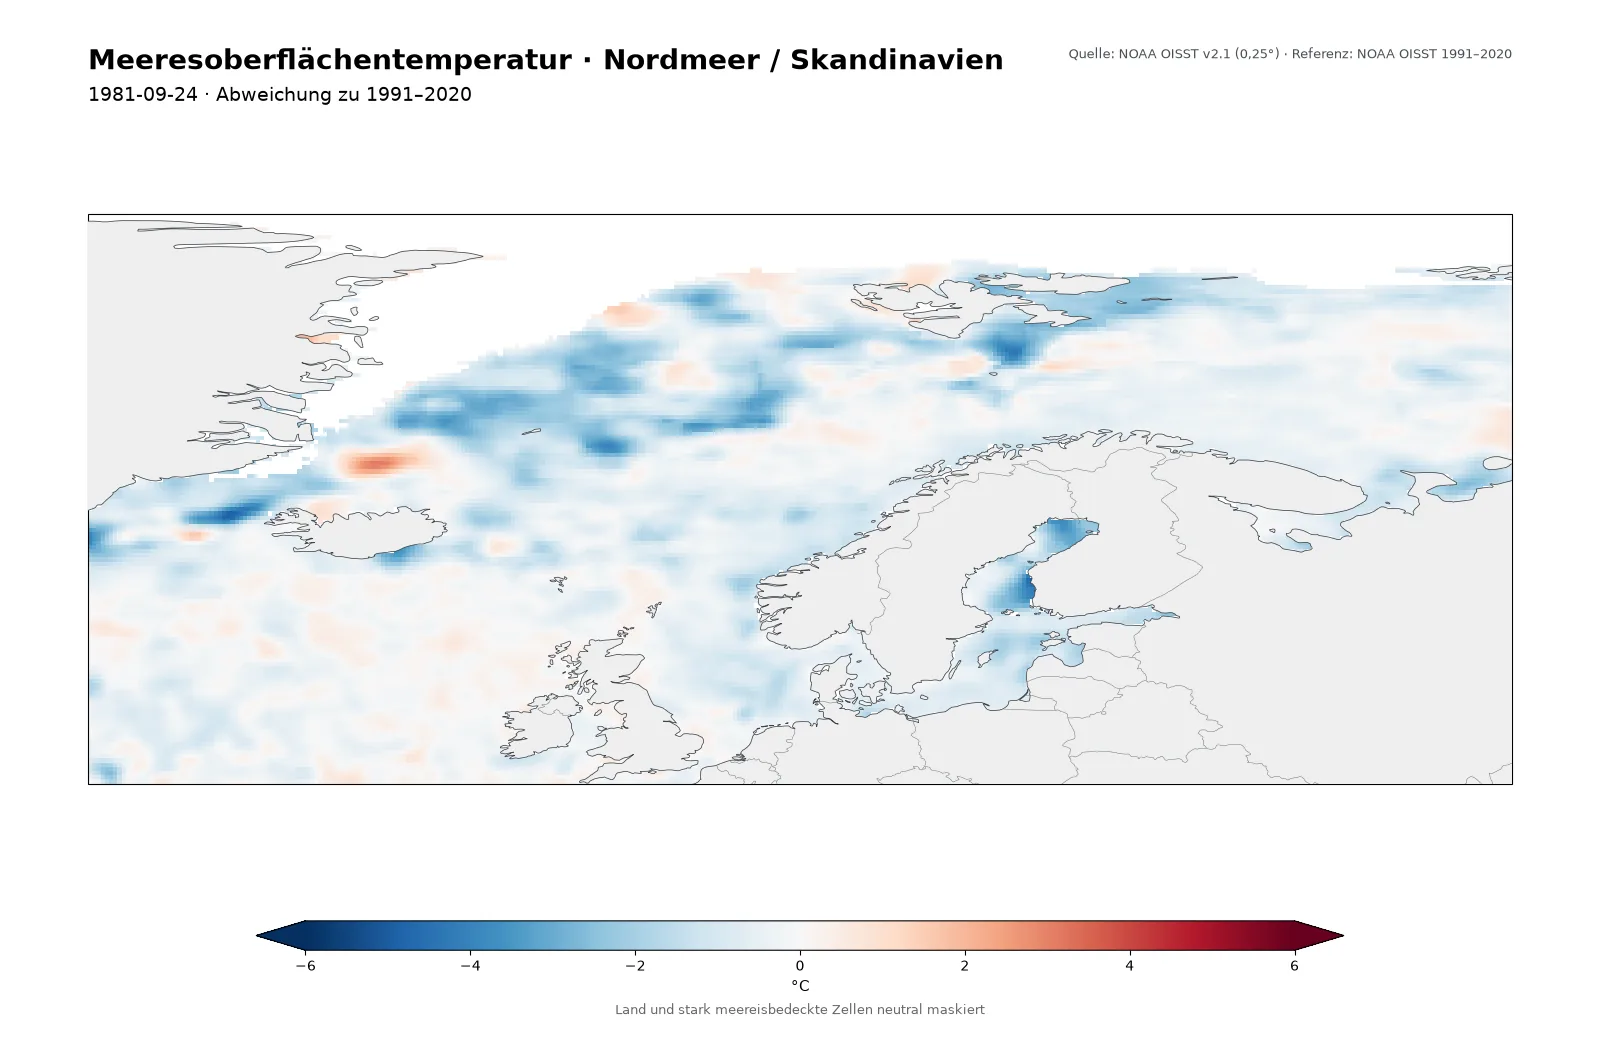 Meeresoberflächentemperatur · Nordmeer / Skandinavien
Quelle: NOAA OISST v2.1 (0,25°) · Referenz: NOAA OISST 1991–2020
1981-09-24 · Abweichung zu 1991–2020
−6 −4 −2 0 2 4 6
°C
Land und stark meereisbedeckte Zellen neutral maskiert